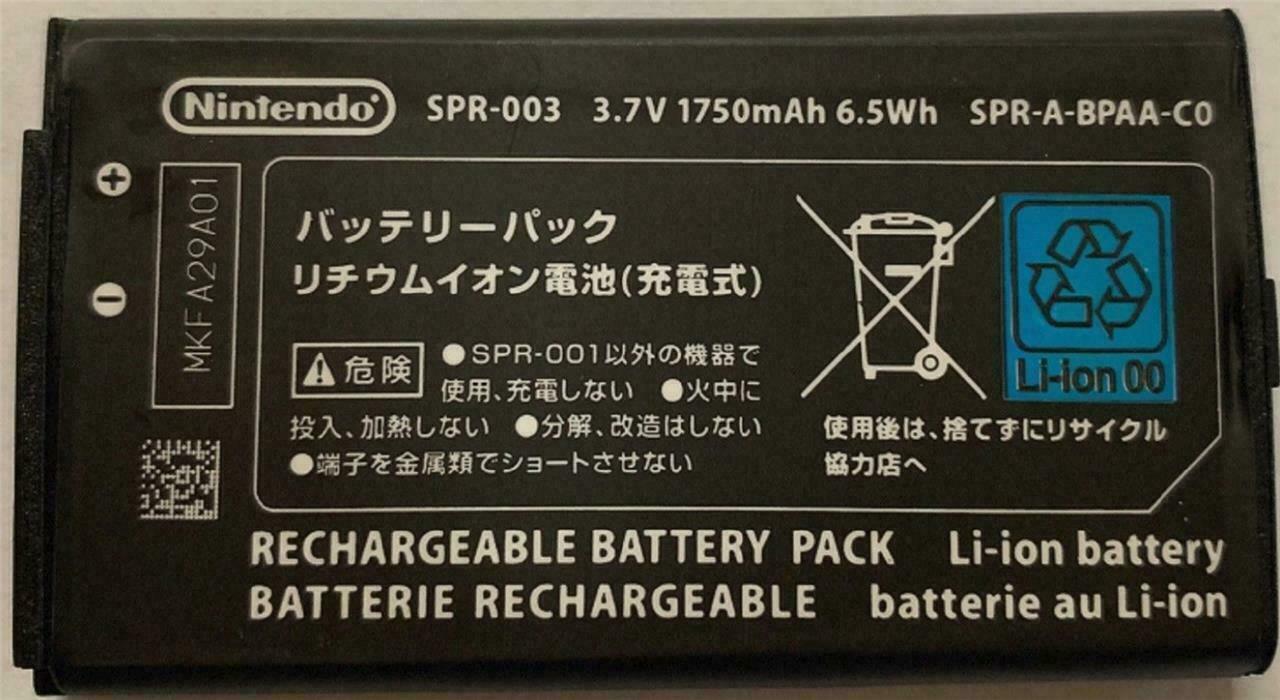 Nintendo® SPR-003 3.7V 1750mAh 6.5Wh SPR-A-BPAA-C0
+
−
MKFA29A01
バッテリーパック
リチウムイオン電池(充電式)
危険 ●SPR-001以外の機器で
使用、充電しない ●火中に
投入、加熱しない ●分解、改造はしない
●端子を金属類でショートさせない
Li-ion 00
使用後は、捨てずにリサイクル
協力店へ
RECHARGEABLE BATTERY PACK Li-ion battery
BATTERIE RECHARGEABLE batterie au Li-ion